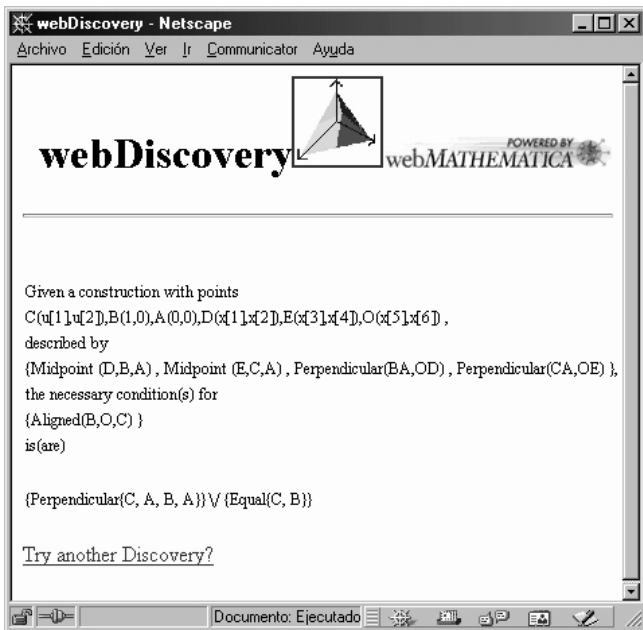 webDiscovery - Netscape
Archivo Edición Ver Ir Communicator Ayuda
webDiscovery
POWERED BY
webMATHEMATICA
Given a construction with points
C(u[1],u[2]),B(1,0),A(0,0),D(x[1],x[2]),E(x[3],x[4]),O(x[5],x[6]) ,
described by
{Midpoint (D,B,A) , Midpoint (E,C,A) , Perpendicular(BA,OD) , Perpendicular(CA,OE) },
the necessary condition(s) for
{Aligned(B,O,C) }
is(are)
{Perpendicular{C, A, B, A}} \/ {Equal{C, B}}
Try another Discovery?
Documento: Ejecutado